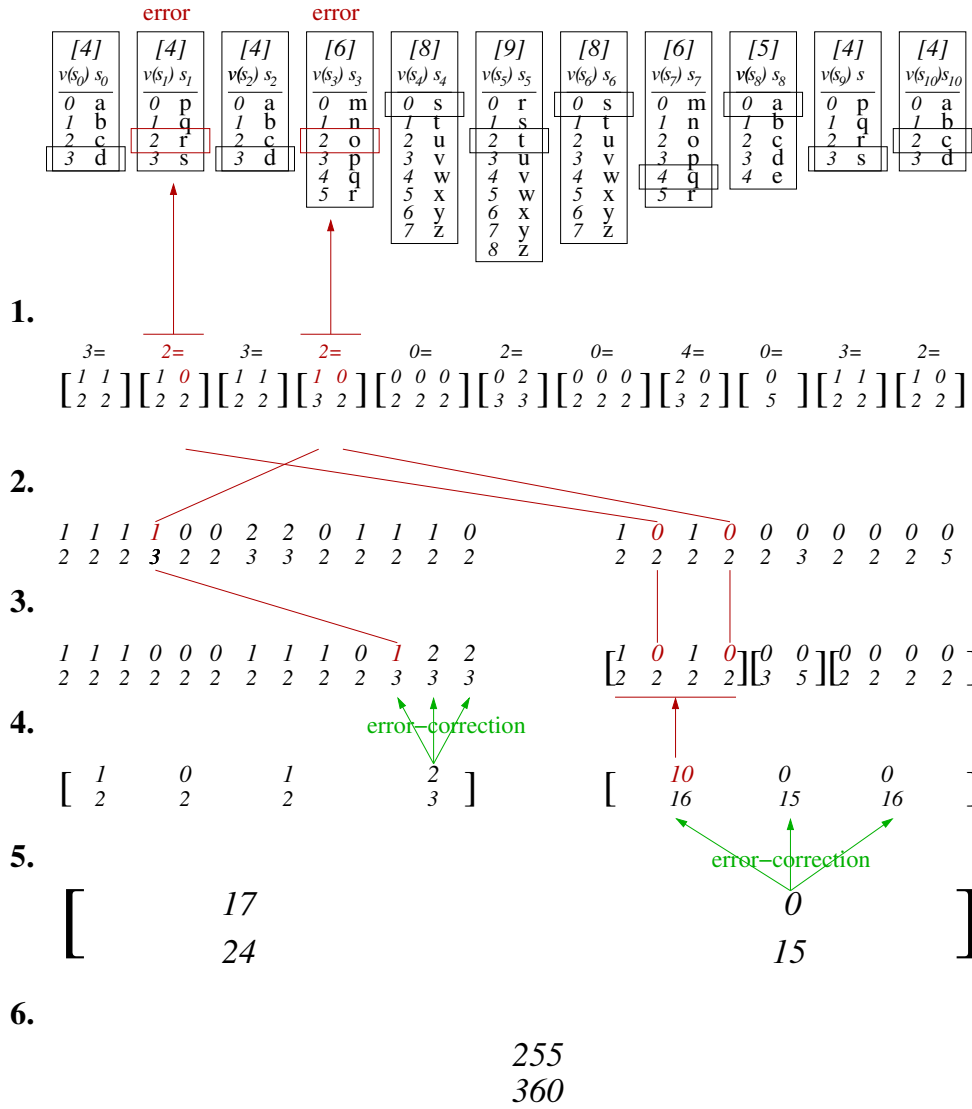 error error
[4] [4] [4] [6] [8] [9] [8] [6] [5] [4] [4]
v(s0) s0 v(s1) s1 v(s2) s2 v(s3) s3 v(s4) s4 v(s5) s5 v(s6) s6 v(s7) s7 v(s8) s8 v(s9) s v(s10) s10
0 a 0 p 0 a 0 m 0 s 0 r 0 s 0 m 0 a 0 p 0 a
1 b 1 q 1 b 1 n 1 t 1 s 1 t 1 n 1 b 1 q 1 b
2 c 2 r 2 c 2 o 2 u 2 t 2 u 2 o 2 c 2 r 2 c
3 d 3 s 3 d 3 p 3 v 3 u 3 v 3 p 3 d 3 s 3 d
4 q 4 w 4 v 4 w 4 q 4 e
5 r 5 x 5 w 5 x 5 r
6 y 6 x 6 y
7 z 7 y 7 z
8 z
1.
3= 2= 3= 2= 0= 2= 0= 4= 0= 3= 2=
[1 1] [1 0] [1 1] [1 0] [0 0 0] [0 2] [0 0 0] [2 0] [0] [1 1] [1 0]
[2 2] [2 2] [2 2] [3 2] [2 2 2] [3 3] [2 2 2] [3 2] [5] [2 2] [2 2]
2.
1 1 1 1 0 0 2 2 0 1 1 1 0 1 0 1 0 0 0 0 0 0 0
2 2 2 3 2 2 3 3 2 2 2 2 2 2 2 2 2 2 3 2 2 2 5
3.
1 1 1 0 0 0 1 1 1 0 1 2 2 [1 0 1 0] [0 0] [0 0 0 0]
2 2 2 2 2 2 2 2 2 2 3 3 3 [2 2 2 2] [3 5] [2 2 2 2]
4.
error-correction
[1 0 1 2] [10 0 0]
[2 2 2 3] [16 15 16]
5.
error-correction
[17 0]
[24 15]
6.
255
360